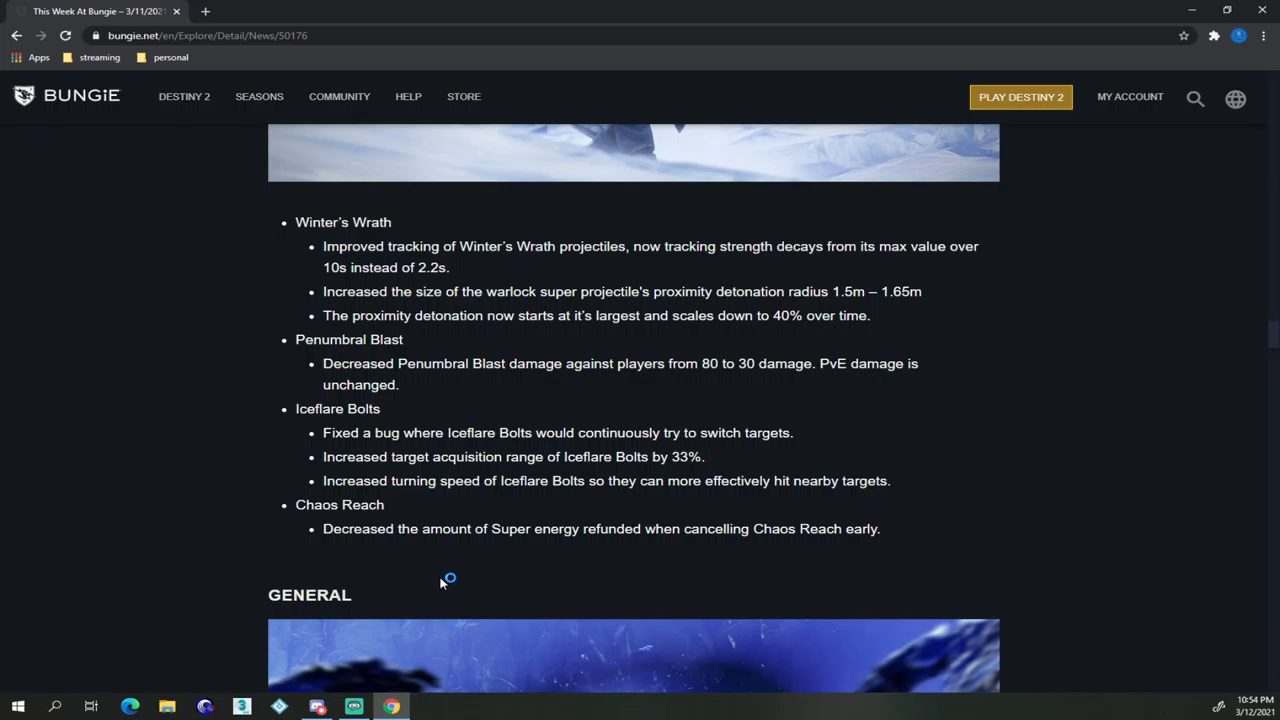 This Week At Bungie – 3/11/2021
bungie.net/en/Explore/Detail/News/50176
Apps streaming personal
BUNGiE DESTINY 2 SEASONS COMMUNITY HELP STORE PLAY DESTINY 2 MY ACCOUNT
• Winter’s Wrath
• Improved tracking of Winter’s Wrath projectiles, now tracking strength decays from its max value over
10s instead of 2.2s.
• Increased the size of the warlock super projectile's proximity detonation radius 1.5m – 1.65m
• The proximity detonation now starts at it’s largest and scales down to 40% over time.
• Penumbral Blast
• Decreased Penumbral Blast damage against players from 80 to 30 damage. PvE damage is
unchanged.
• Iceflare Bolts
• Fixed a bug where Iceflare Bolts would continuously try to switch targets.
• Increased target acquisition range of Iceflare Bolts by 33%.
• Increased turning speed of Iceflare Bolts so they can more effectively hit nearby targets.
• Chaos Reach
• Decreased the amount of Super energy refunded when cancelling Chaos Reach early.
GENERAL
10:54 PM
3/12/2021